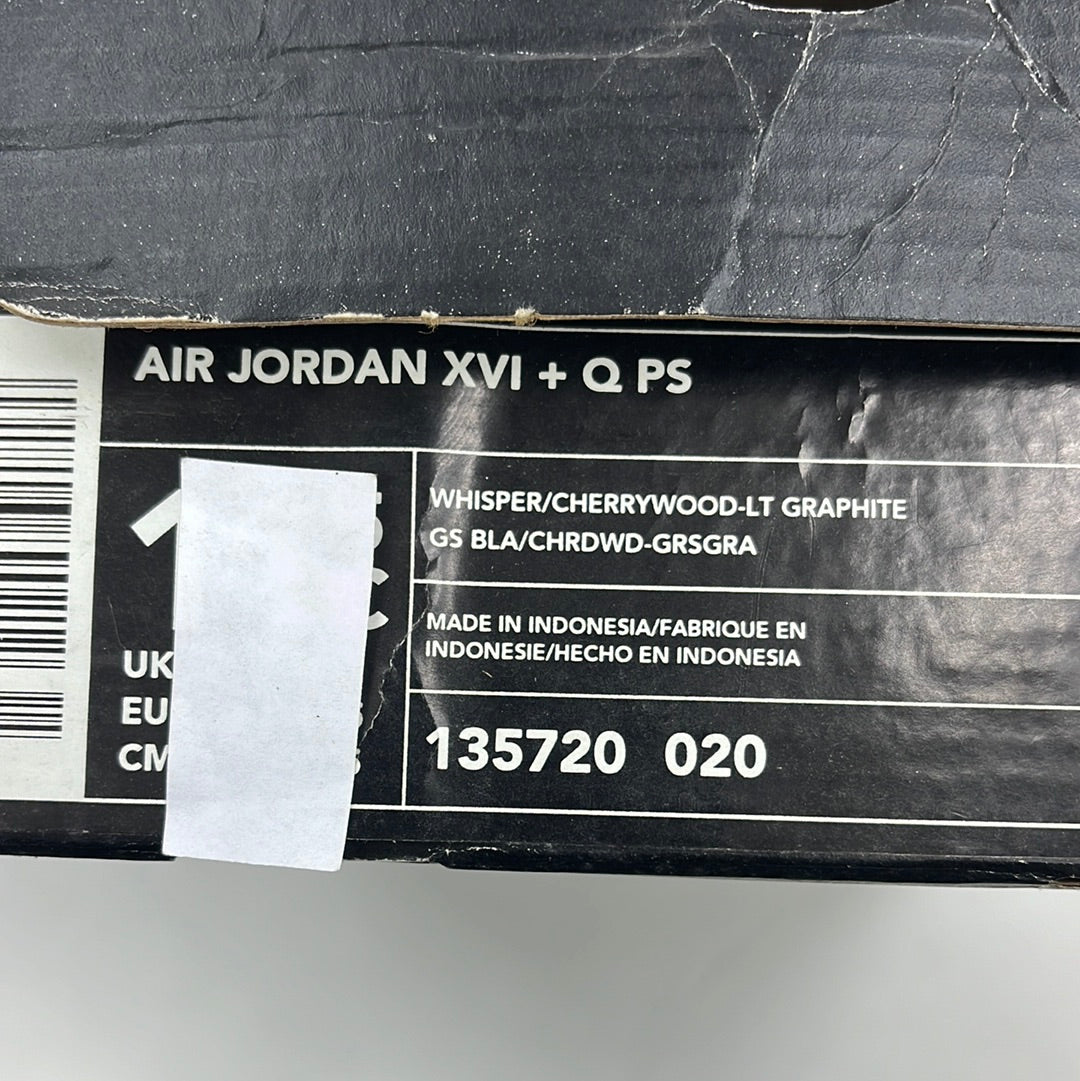 AIR JORDAN XVI + Q PS
WHISPER/CHERRYWOOD-LT GRAPHITE
GS BLA/CHRDWD-GRSGRA
MADE IN INDONESIA/FABRIQUE EN
INDONESIE/HECHO EN INDONESIA
UK
EU
CM
135720 020